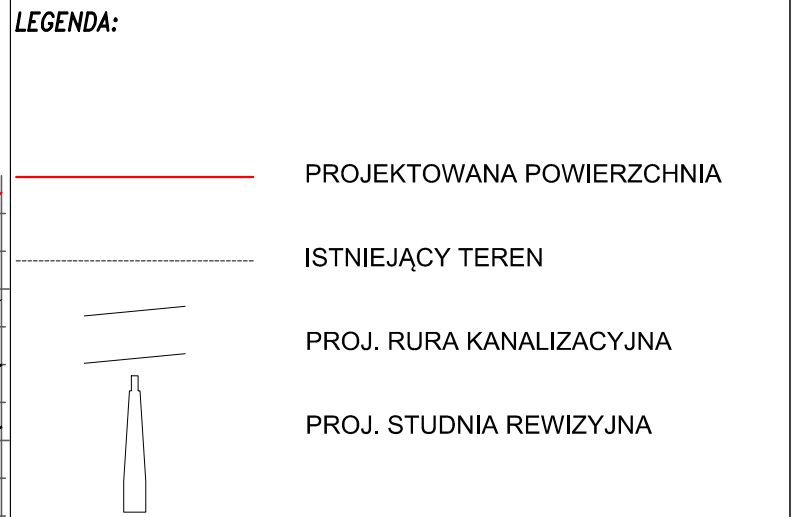 LEGENDA:
PROJEKTOWANA POWIERZCHNIA
ISTNIEJĄCY TEREN
PROJ. RURA KANALIZACYJNA
PROJ. STUDNIA REWIZYJNA